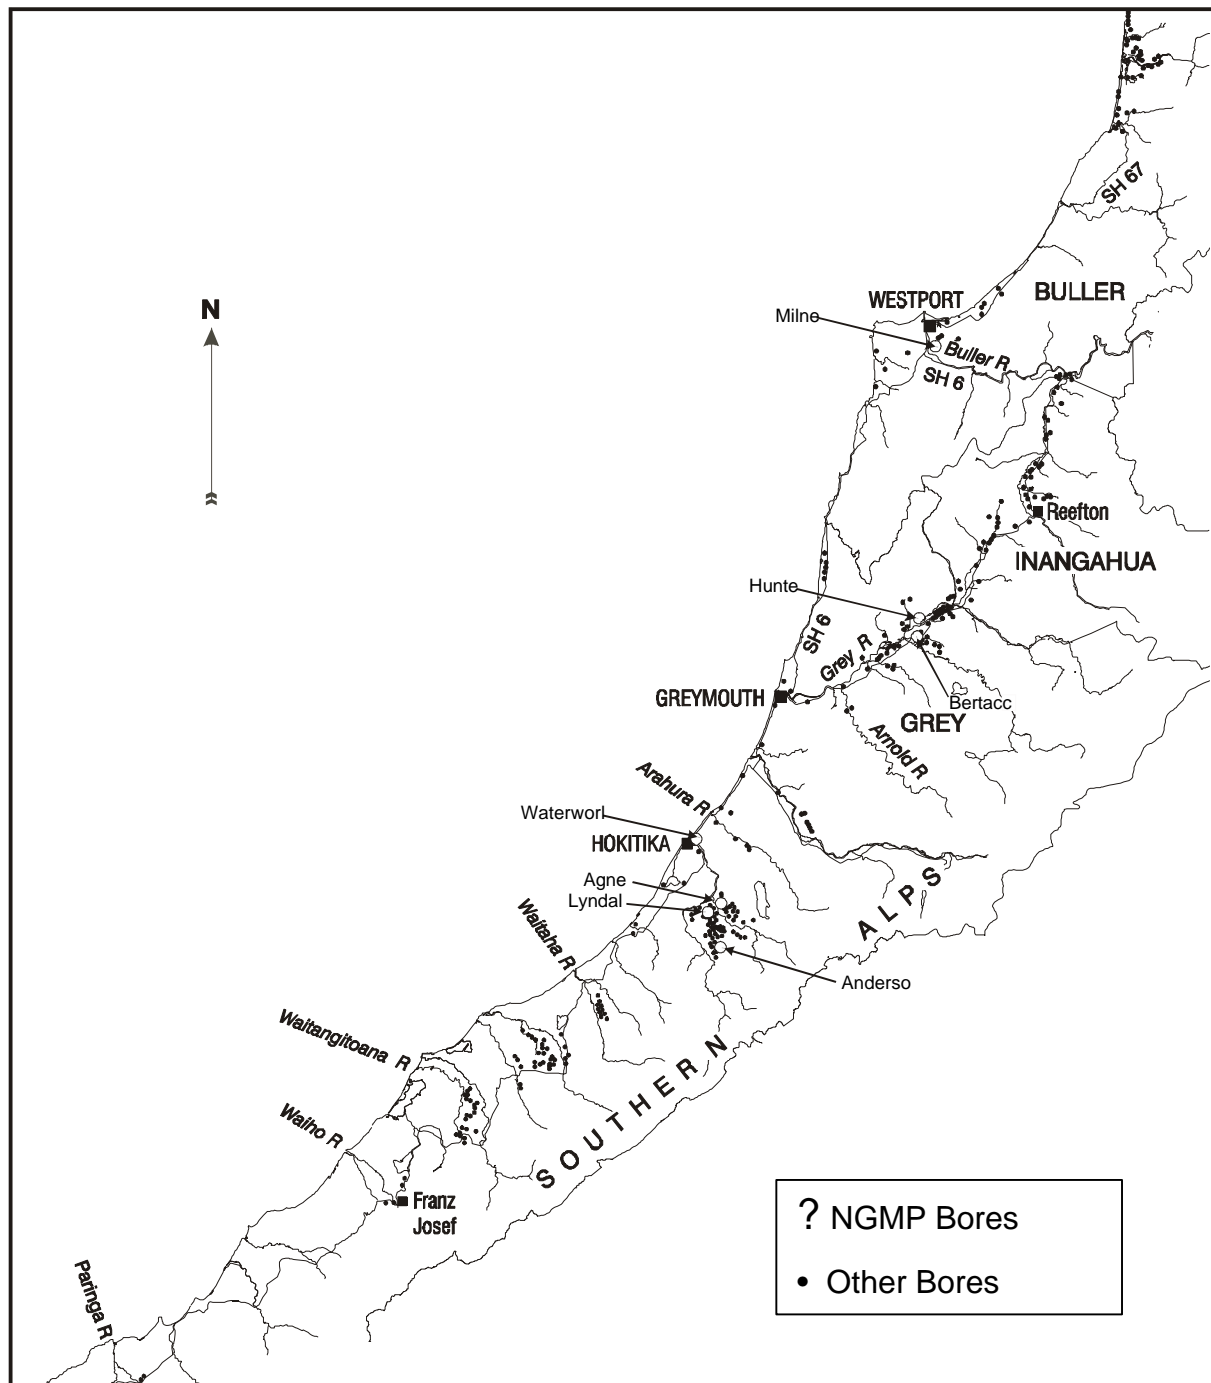 SH 67
N
WESTPORT
BULLER
Milne
Buller R
SH 6
Reefton
INANGAHUA
Hunte
SH 6
Grey R
GREYMOUTH
Bertacc
GREY
Arnold R
Arahura R
Waterworl
HOKITIKA
Agne
Lyndal
Waitaha R
Anderso
SOUTHERN ALPS
Waitangitoana R
Waiho R
Franz
Josef
Paringa R
? NGMP Bores
• Other Bores